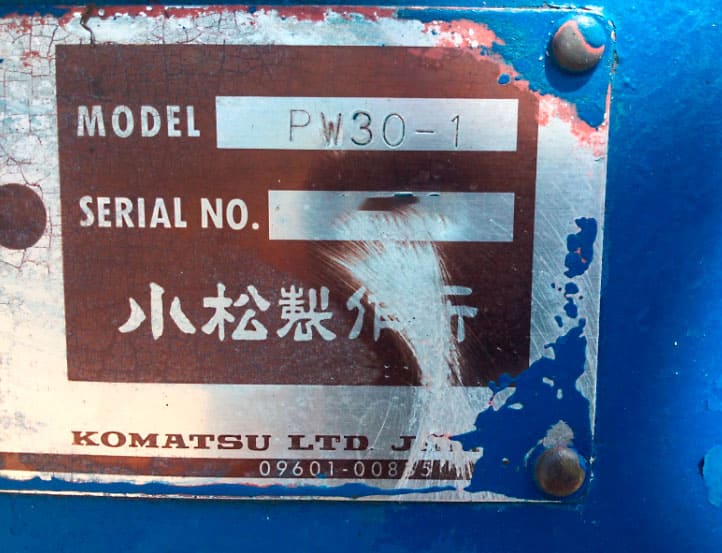 MODEL PW30-1
SERIAL NO.
小松製作所
KOMATSU LTD.
09601-008